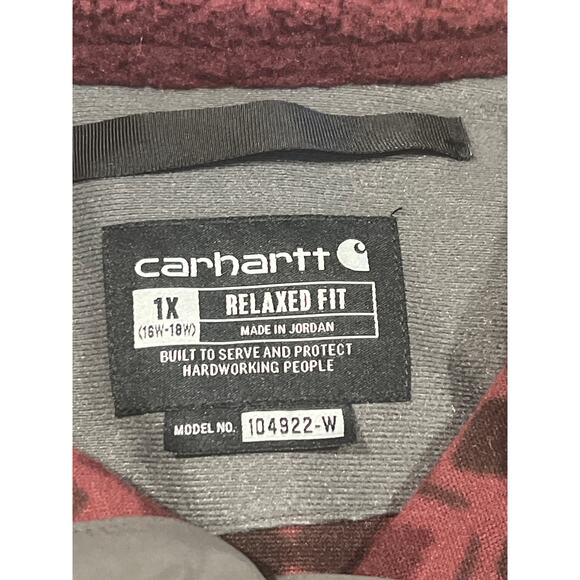 carhartt
1X
(16W-18W)
RELAXED FIT
MADE IN JORDAN
BUILT TO SERVE AND PROTECT
HARDWORKING PEOPLE
MODEL NO. 104922-W